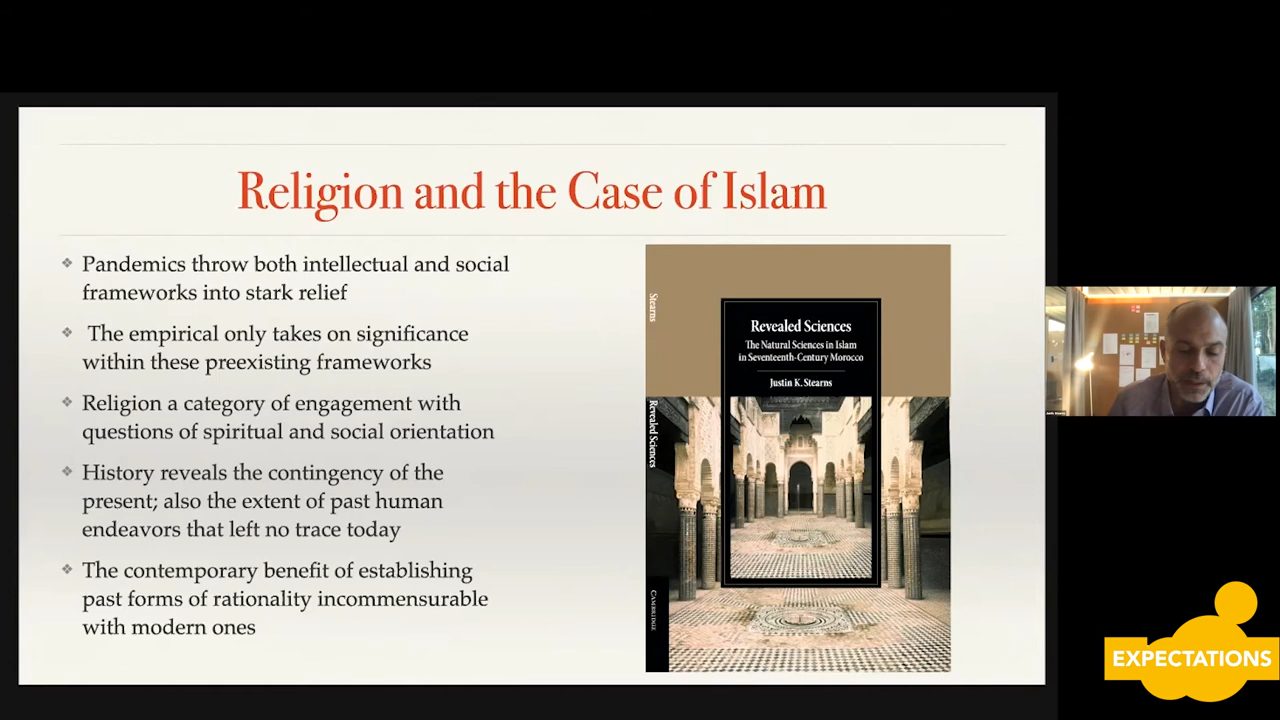 Religion and the Case of Islam
Pandemics throw both intellectual and social
frameworks into stark relief
The empirical only takes on significance
within these preexisting frameworks
Religion a category of engagement with
questions of spiritual and social orientation
History reveals the contingency of the
present; also the extent of past human
endeavors that left no trace today
The contemporary benefit of establishing
past forms of rationality incommensurable
with modern ones
Stearns
Revealed Sciences
CAMBRIDGE
Revealed Sciences
The Natural Sciences in Islam
in Seventeenth-Century Morocco
Justin K. Stearns
EXPECTATIONS